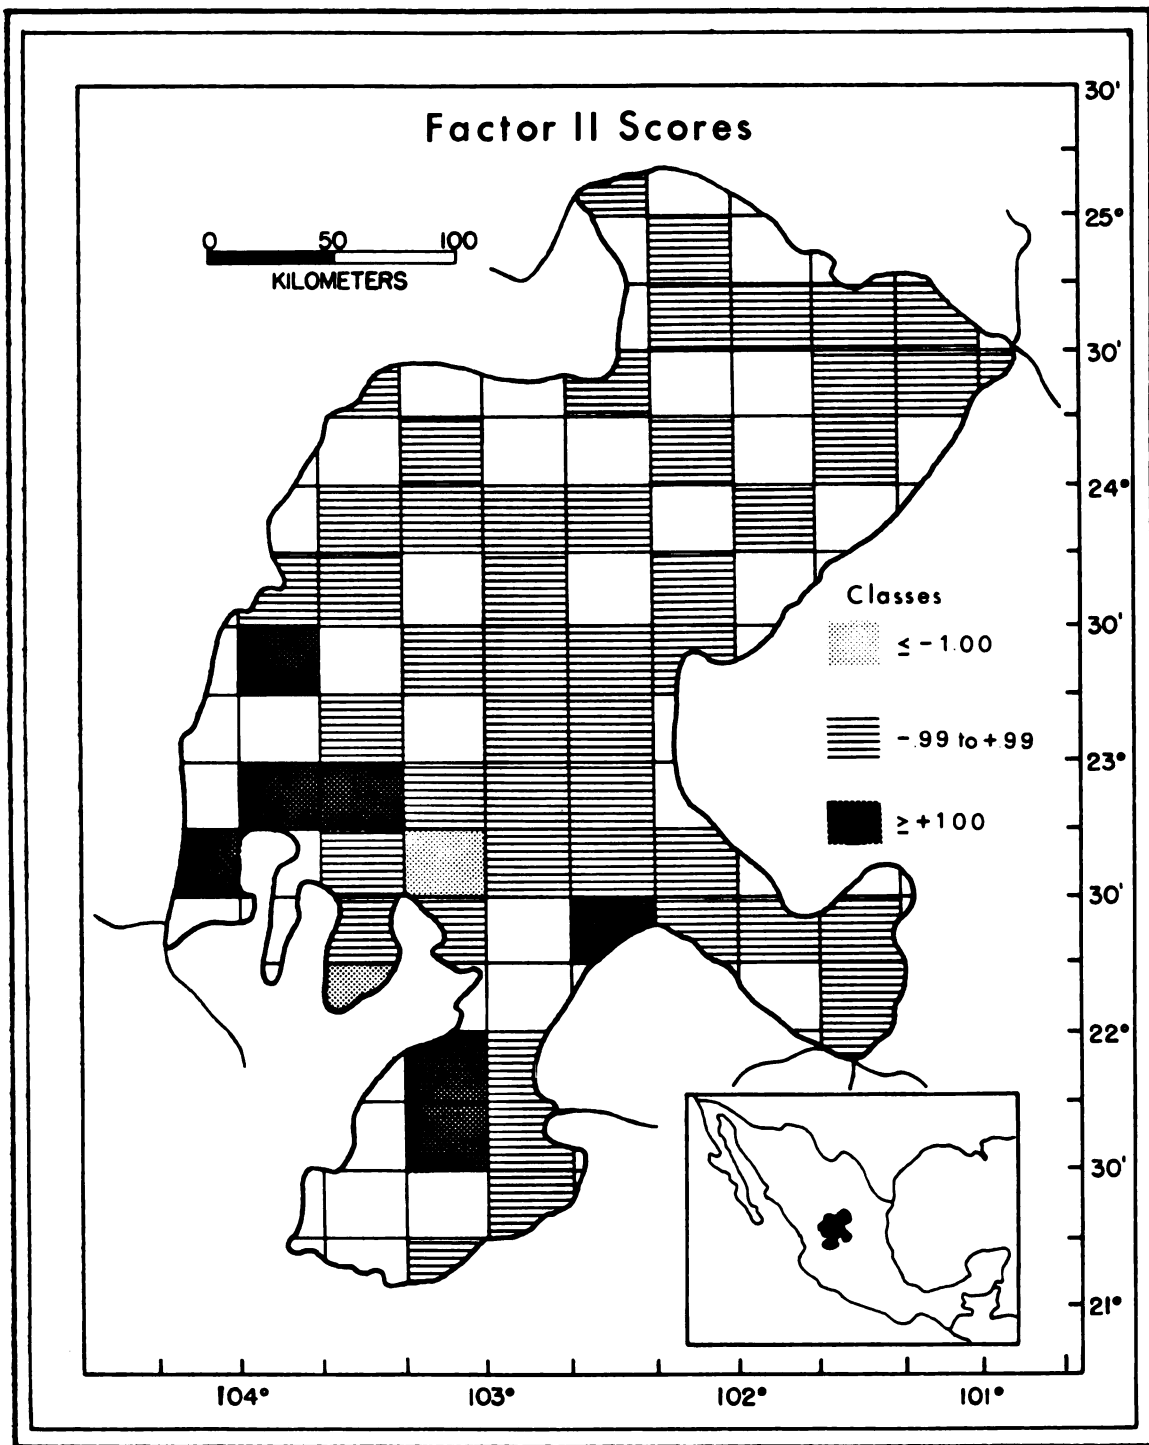 Factor II Scores
0 50 100
KILOMETERS
30'
25°
30'
24°
30'
23°
30'
22°
30'
21°
Classes
≤ -1.00
-.99 to +.99
≥ +1.00
104° 103° 102° 101°